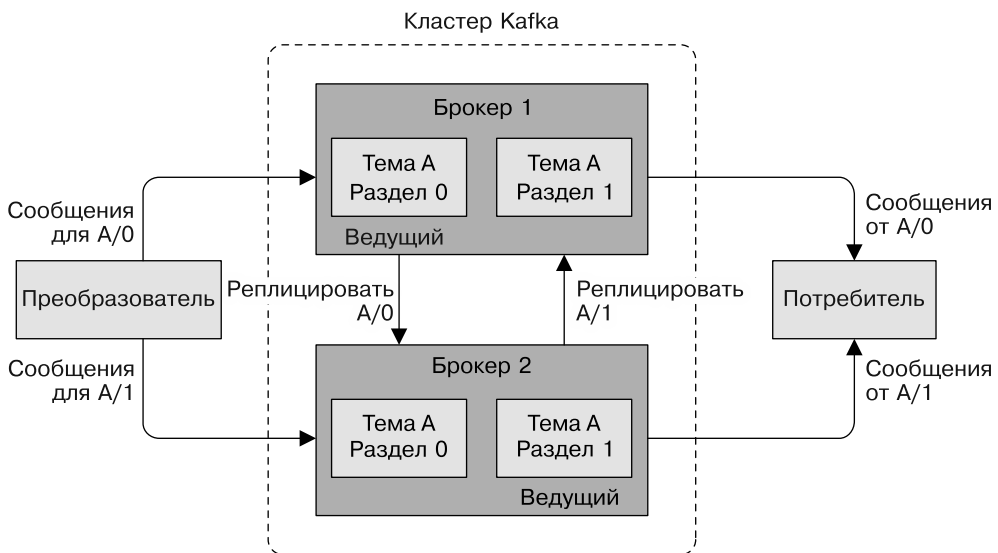 Кластер Kafka
Брокер 1
Тема A
Раздел 0
Тема A
Раздел 1
Ведущий
Сообщения
для A/0
Сообщения
от A/0
Преобразователь
Реплицировать
A/0
Реплицировать
A/1
Потребитель
Сообщения
для A/1
Сообщения
от A/1
Брокер 2
Тема A
Раздел 0
Тема A
Раздел 1
Ведущий